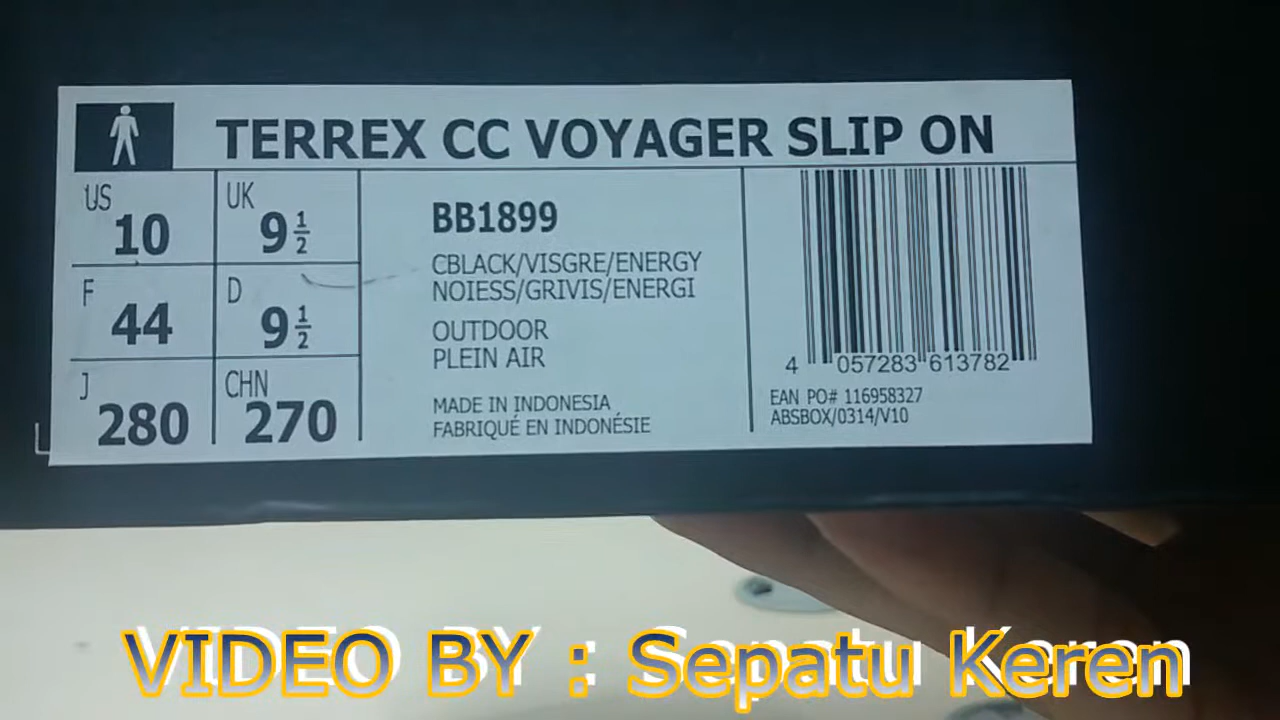 TERREX CC VOYAGER SLIP ON
US 10
UK 9 1/2
F 44
D 9 1/2
J 280
CHN 270
BB1899
CBLACK/VISGRE/ENERGY
NOIESS/GRIVIS/ENERGI
OUTDOOR
PLEIN AIR
MADE IN INDONESIA
FABRIQUÉ EN INDONÉSIE
4 057283 613782
EAN PO# 116958327
ABSBOX/0314/V10
VIDEO BY : Sepatu Keren